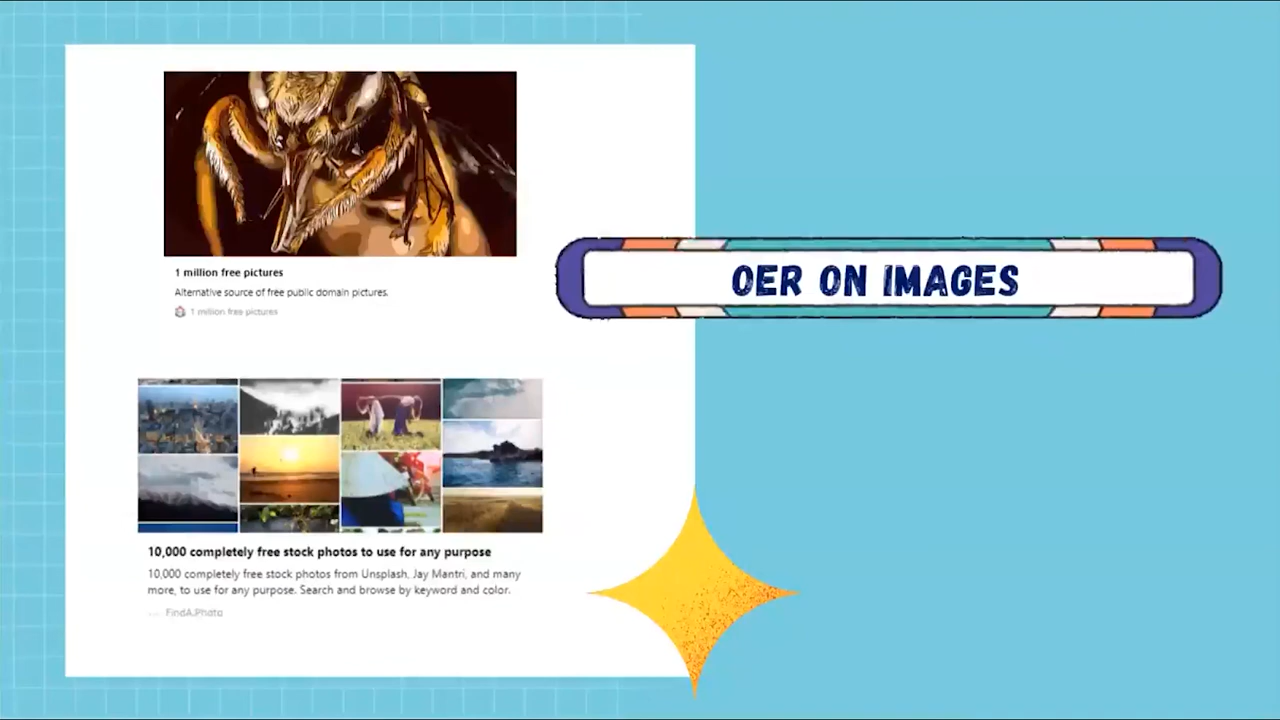 1 million free pictures
Alternative source of free public domain pictures.
1 million free pictures
OER ON IMAGES
10,000 completely free stock photos to use for any purpose
10,000 completely free stock photos from Unsplash, Jay Mantri, and many
more, to use for any purpose. Search and browse by keyword and color.
FindA.Photo